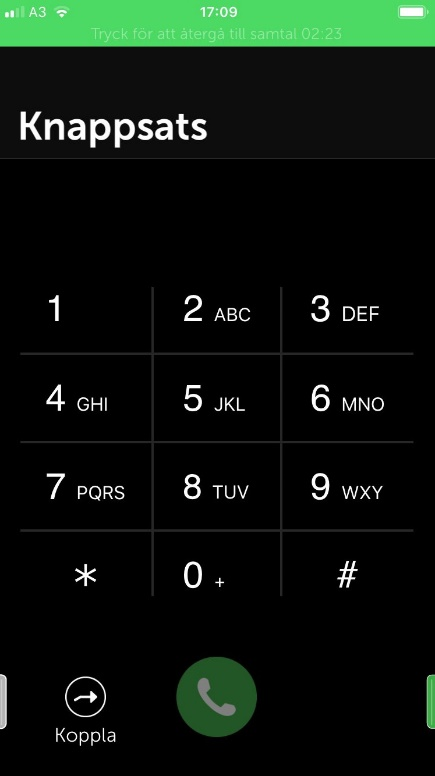 A3 17:09
Tryck för att återgå till samtal 02:23
Knappsats
1 2 ABC 3 DEF
4 GHI 5 JKL 6 MNO
7 PQRS 8 TUV 9 WXY
* 0 + #
Koppla